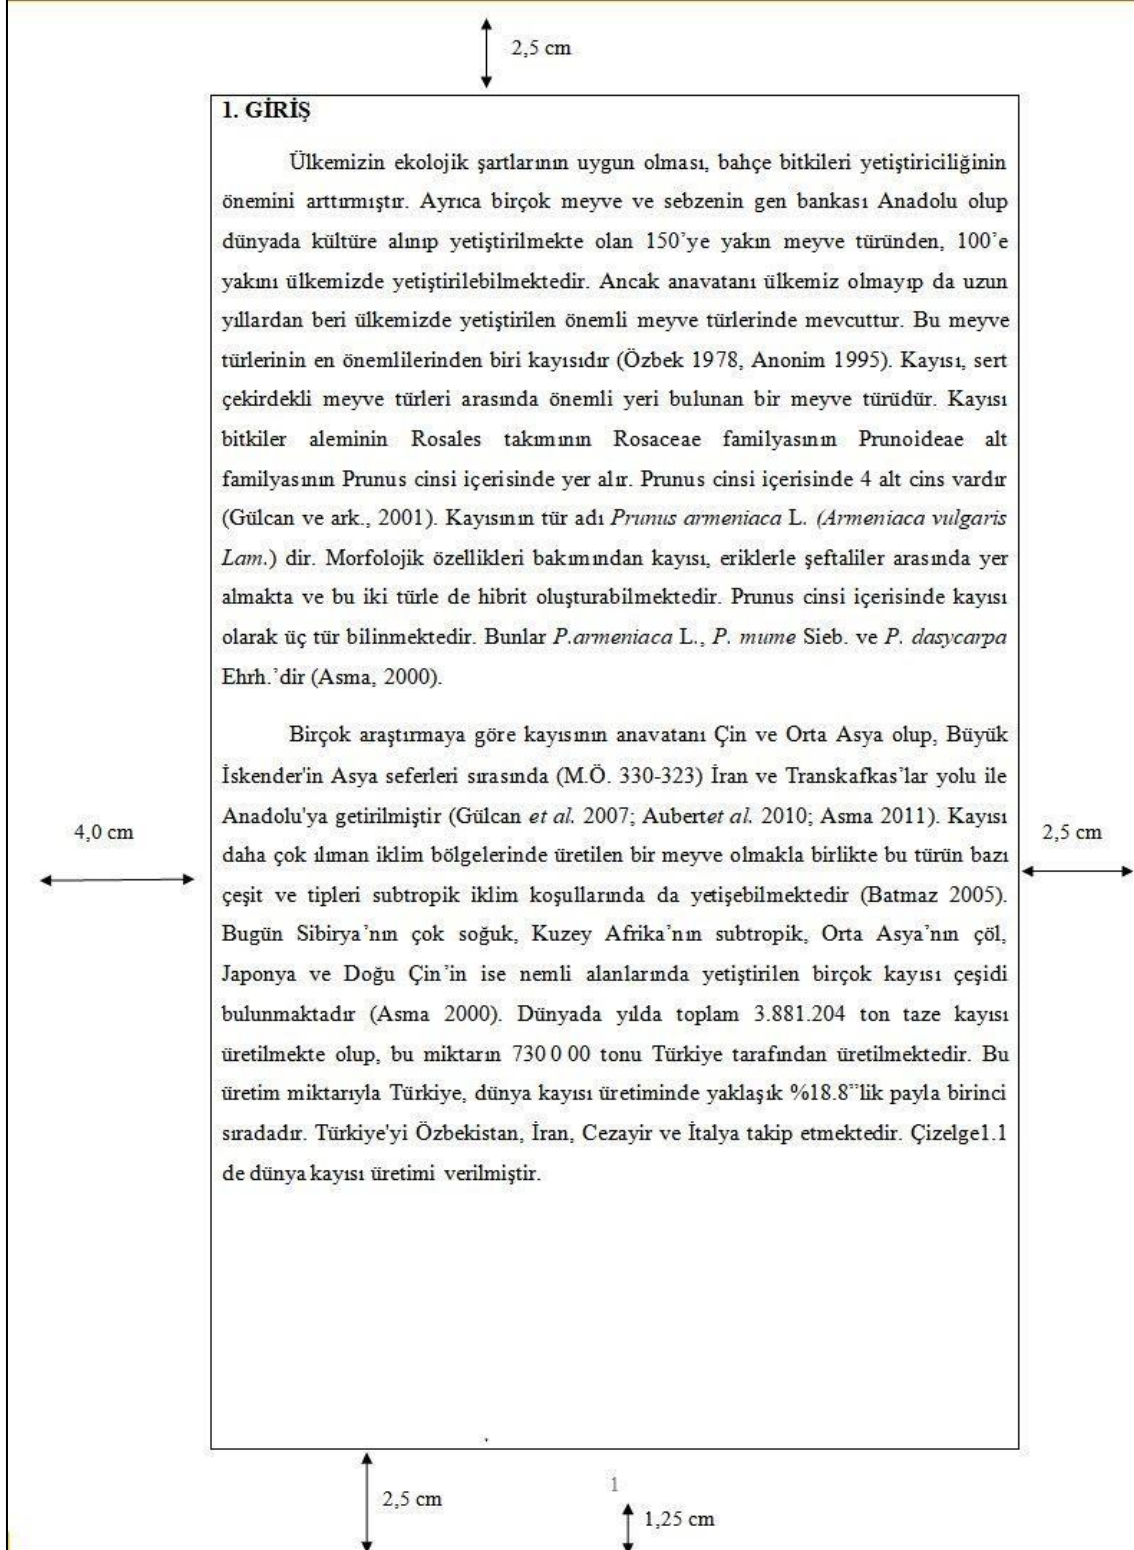 2,5 cm
1. GİRİŞ
Ülkemizin ekolojik şartlarının uygun olması, bahçe bitkileri yetiştiriciliğinin
önemini arttırmıştır. Ayrıca birçok meyve ve sebzenin gen bankası Anadolu olup
dünyada kültüre alınıp yetiştirilmekte olan 150’ye yakın meyve türünden, 100’e
yakını ülkemizde yetiştirilebilmektedir. Ancak anavatanı ülkemiz olmayıp da uzun
yıllardan beri ülkemizde yetiştirilen önemli meyve türlerinde mevcuttur. Bu meyve
türlerinin en önemlilerinden biri kayısıdır (Özbek 1978, Anonim 1995). Kayısı, sert
çekirdekli meyve türleri arasında önemli yeri bulunan bir meyve türüdür. Kayısı
bitkiler aleminin Rosales takımının Rosaceae familyasının Prunoideae alt
familyasının Prunus cinsi içerisinde yer alır. Prunus cinsi içerisinde 4 alt cins vardır
(Gülcan ve ark., 2001). Kayısının tür adı Prunus armeniaca L. (Armeniaca vulgaris
Lam.) dir. Morfolojik özellikleri bakımından kayısı, eriklerle şeftaliler arasında yer
almakta ve bu iki türle de hibrit oluşturabilmektedir. Prunus cinsi içerisinde kayısı
olarak üç tür bilinmektedir. Bunlar P.armeniaca L., P. mume Sieb. ve P. dasycarpa
Ehrh.’dir (Asma, 2000).
Birçok araştırmaya göre kayısının anavatanı Çin ve Orta Asya olup, Büyük
İskender'in Asya seferleri sırasında (M.Ö. 330-323) İran ve Transkafkas’lar yolu ile
Anadolu'ya getirilmiştir (Gülcan et al. 2007; Aubertet al. 2010; Asma 2011). Kayısı
daha çok ılıman iklim bölgelerinde üretilen bir meyve olmakla birlikte bu türün bazı
çeşit ve tipleri subtropik iklim koşullarında da yetişebilmektedir (Batmaz 2005).
Bugün Sibirya’nın çok soğuk, Kuzey Afrika’nın subtropik, Orta Asya’nın çöl,
Japonya ve Doğu Çin’in ise nemli alanlarında yetiştirilen birçok kayısı çeşidi
bulunmaktadır (Asma 2000). Dünyada yılda toplam 3.881.204 ton taze kayısı
üretilmekte olup, bu miktarın 730 0 00 tonu Türkiye tarafından üretilmektedir. Bu
üretim miktarıyla Türkiye, dünya kayısı üretiminde yaklaşık %18.8’’lik payla birinci
sıradadır. Türkiye'yi Özbekistan, İran, Cezayir ve İtalya takip etmektedir. Çizelge1.1
de dünya kayısı üretimi verilmiştir.
4,0 cm
2,5 cm
2,5 cm
1
1,25 cm